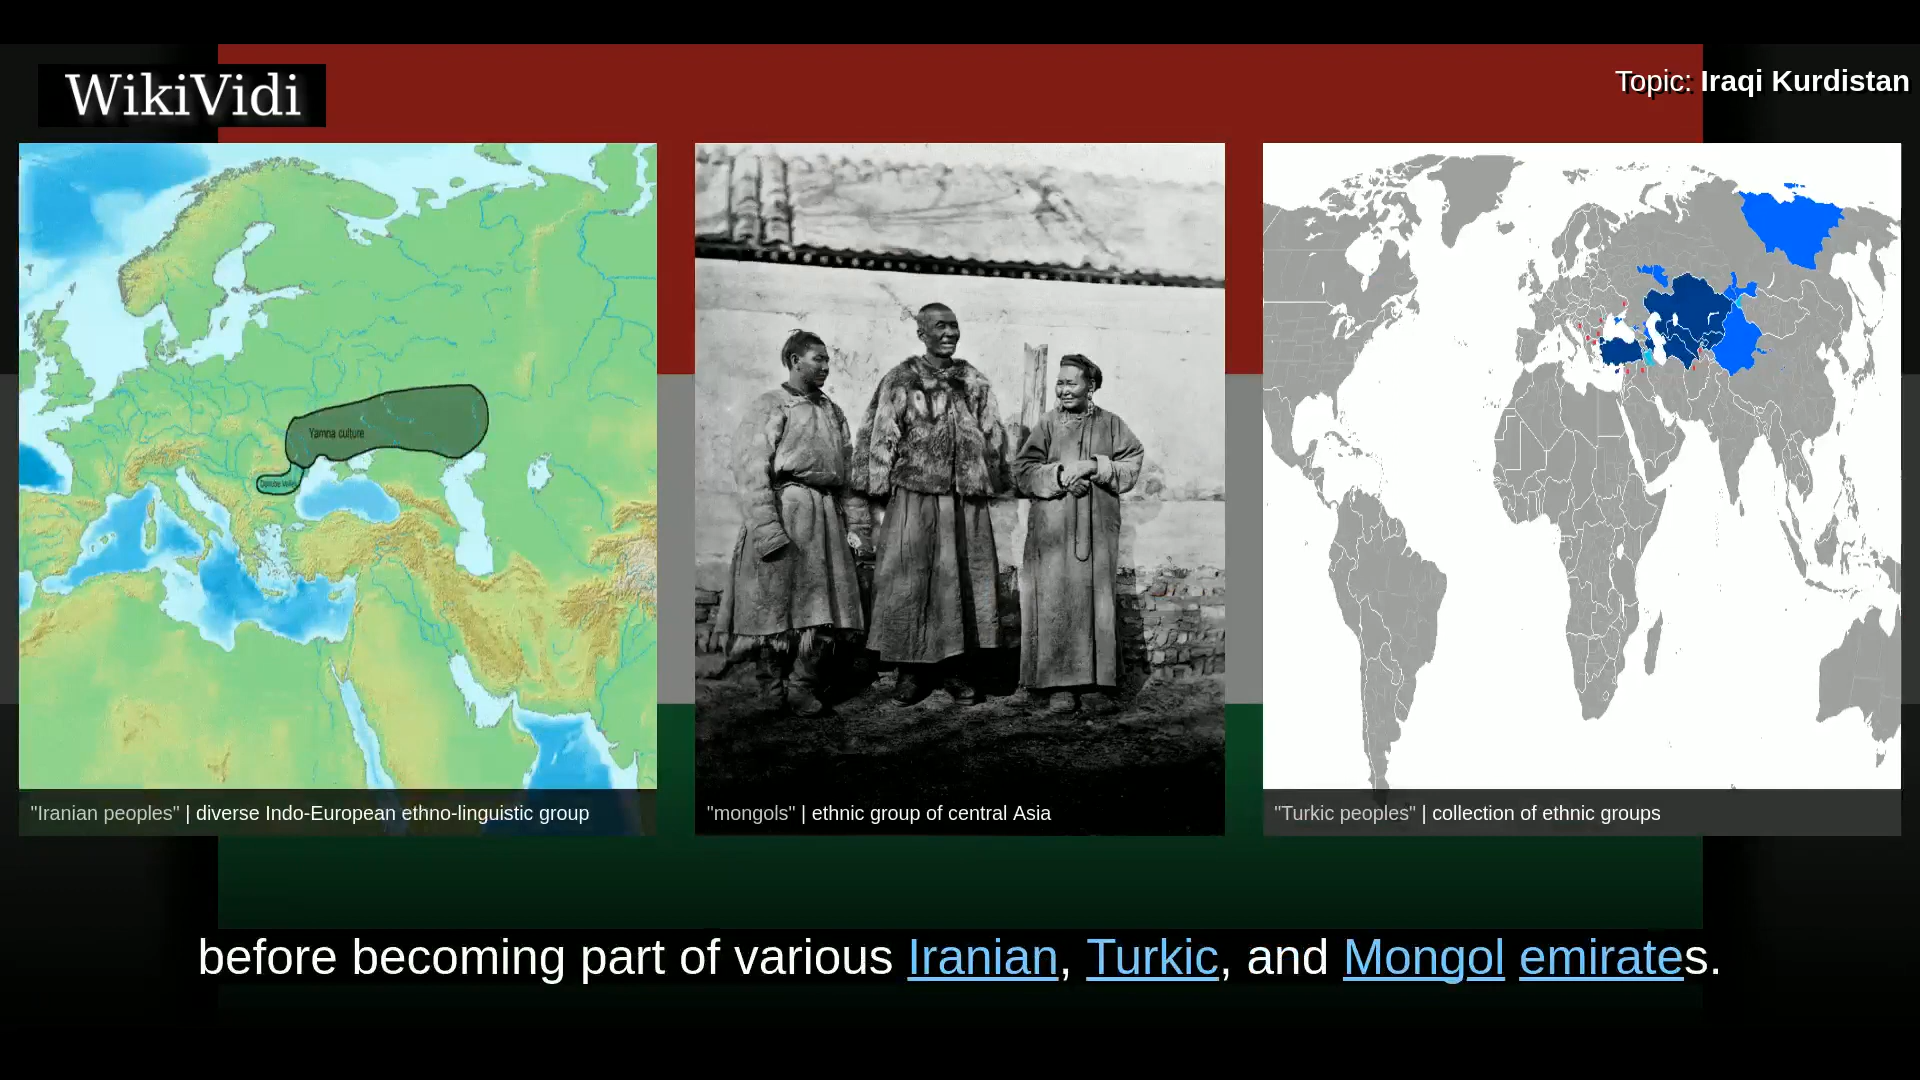 WikiVidi
Topic: Iraqi Kurdistan
Yamna culture
"Iranian peoples" | diverse Indo-European ethno-linguistic group
"mongols" | ethnic group of central Asia
"Turkic peoples" | collection of ethnic groups
before becoming part of various Iranian, Turkic, and Mongol emirates.